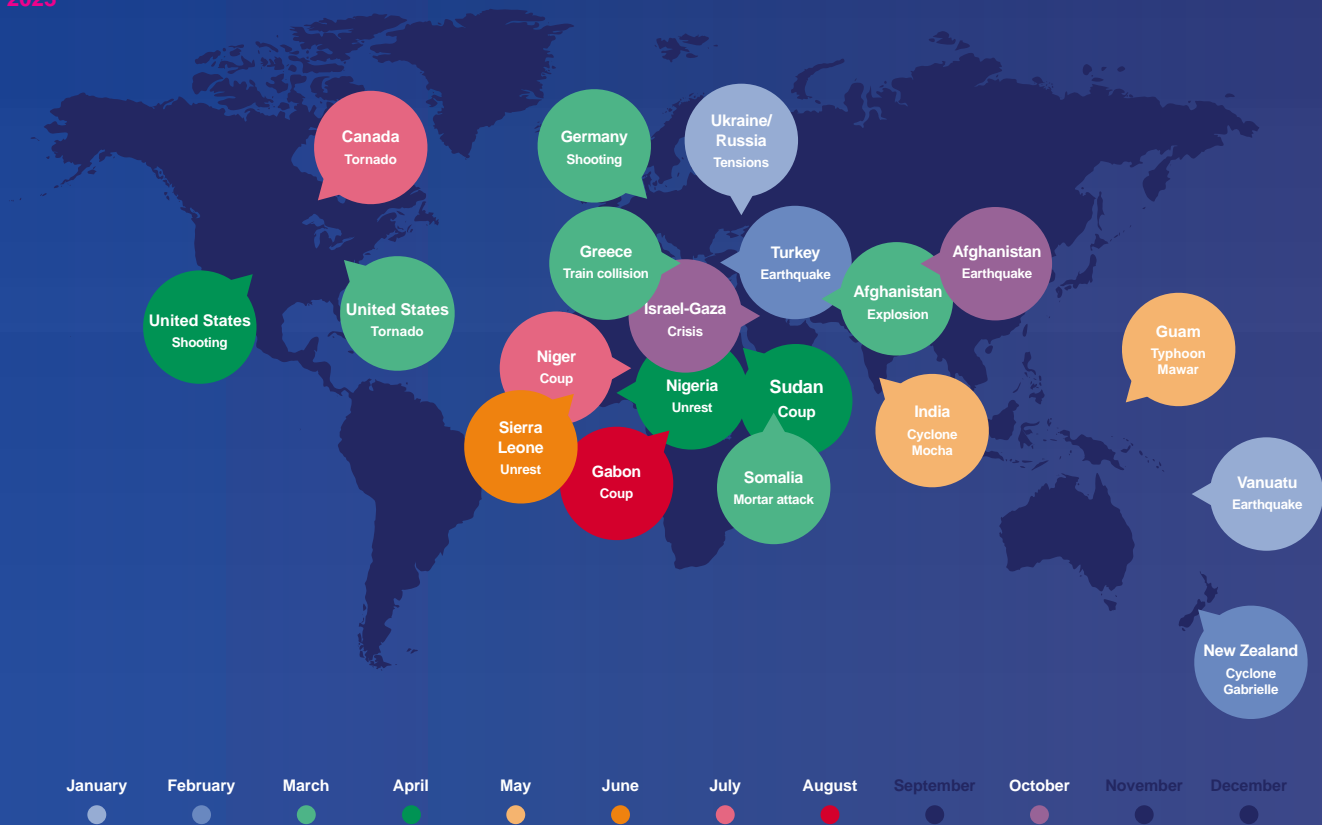 2023
Canada
Tornado
Germany
Shooting
Ukraine/
Russia
Tensions
Greece
Train collision
Turkey
Earthquake
Afghanistan
Earthquake
Afghanistan
Explosion
United States
Shooting
United States
Tornado
Israel-Gaza
Crisis
Guam
Typhoon
Mawar
Niger
Coup
Nigeria
Unrest
Sudan
Coup
India
Cyclone
Mocha
Sierra
Leone
Unrest
Gabon
Coup
Somalia
Mortar attack
Vanuatu
Earthquake
New Zealand
Cyclone
Gabrielle
January February March April May June July August September October November December